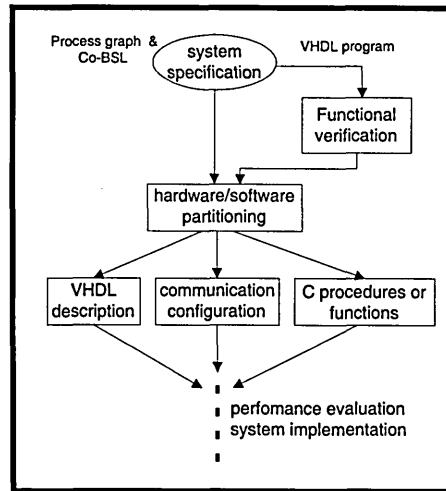 Process graph &
Co-BSL
system
specification
VHDL program
Functional
verification
hardware/software
partitioning
VHDL
description
communication
configuration
C procedures or
functions
perfomance evaluation
system implementation